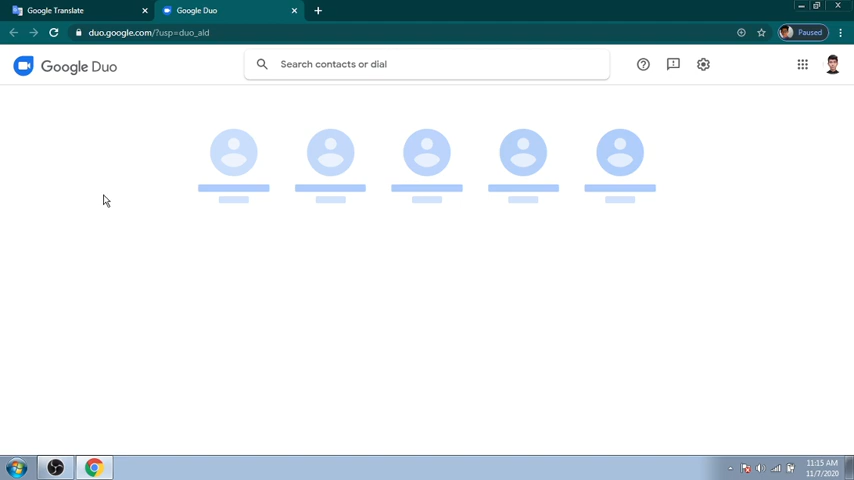 Google Translate
Google Duo
duo.google.com/?usp=duo_ald
Paused
Google Duo
Search contacts or dial
11:15 AM
11/7/2020